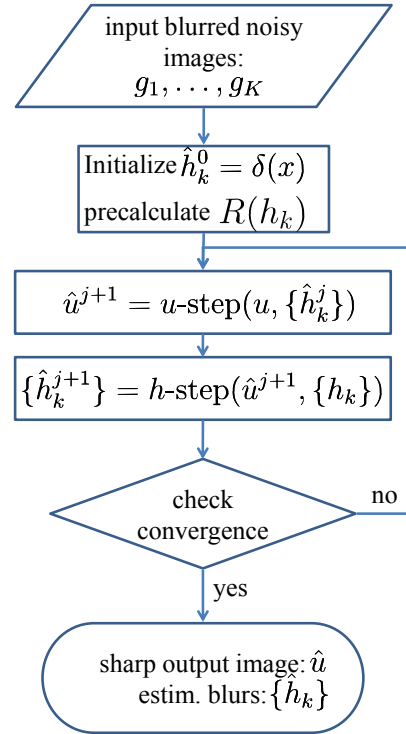 input blurred noisy
images:
g₁, . . . , g_K
Initialize ĥ_k^0 = δ(x)
precalculate R(h_k)
û^{j+1} = u-step(u, {ĥ_k^j})
{ĥ_k^{j+1}} = h-step(û^{j+1}, {h_k})
check
convergence
no
yes
sharp output image: û
estim. blurs: {ĥ_k}